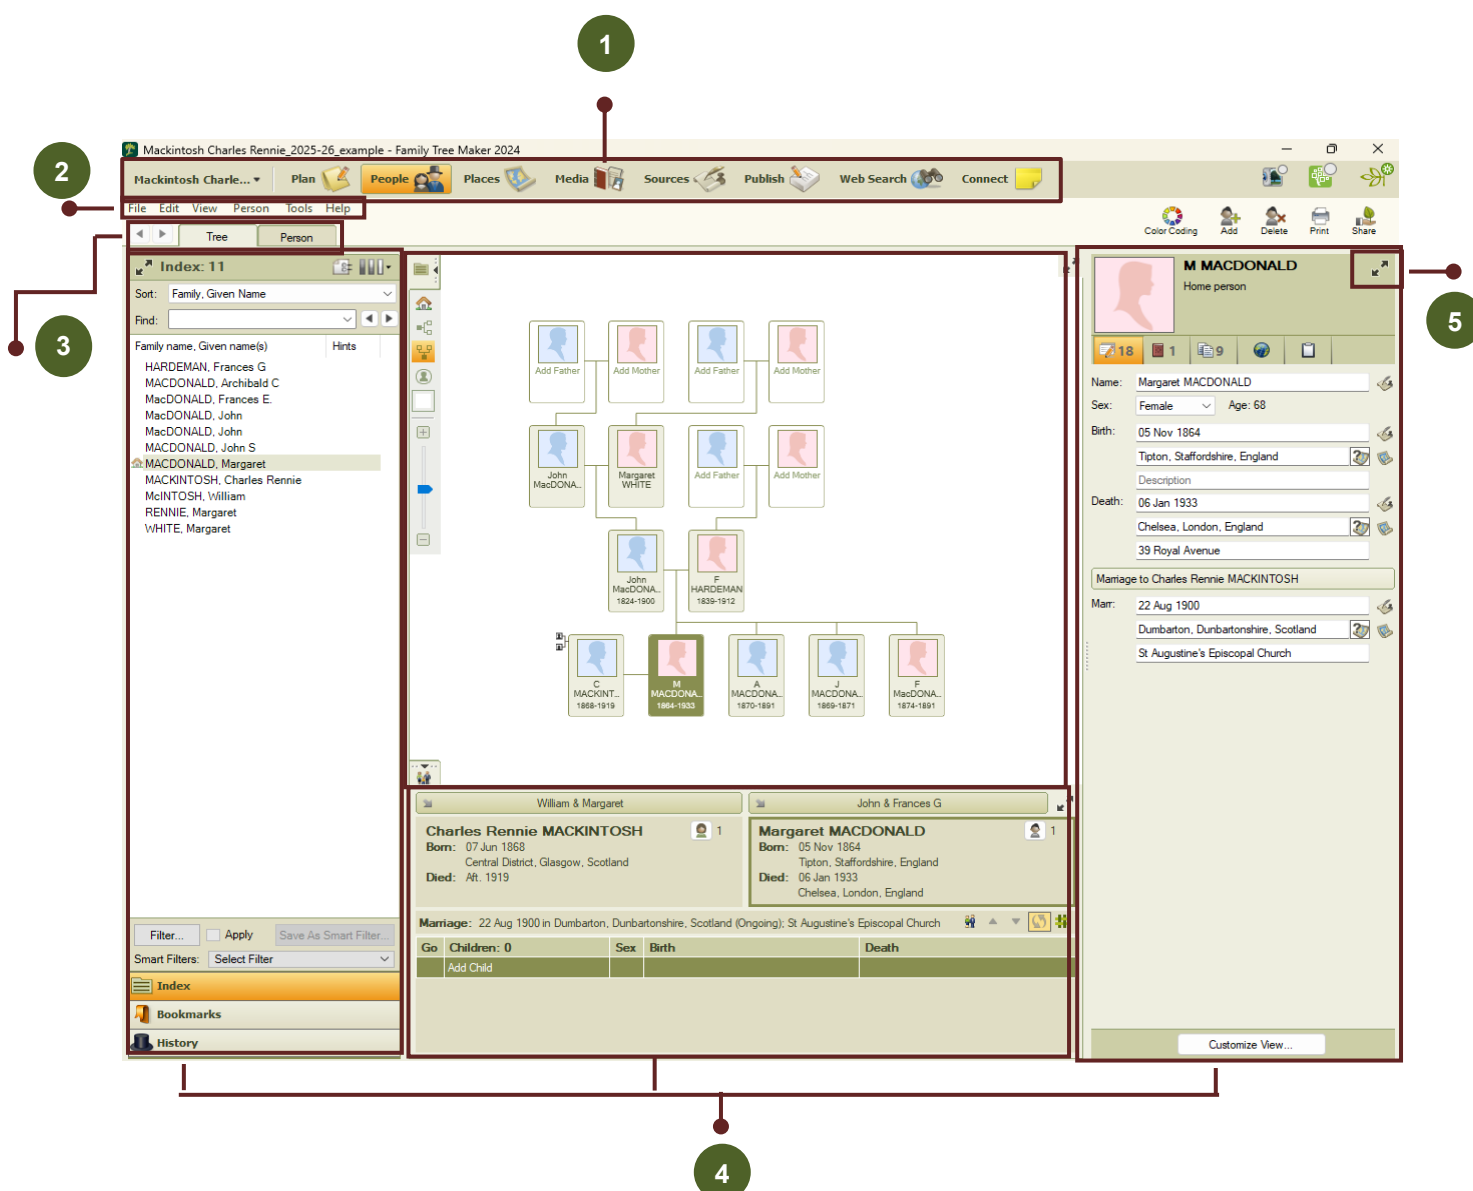 1
Mackintosh Charles Rennie_2025-26_example - Family Tree Maker 2024
2
Mackintosh Charle...
Plan
People
Places
Media
Sources
Publish
Web Search
Connect
File Edit View Person Tools Help
Color Coding
Add
Delete
Print
Share
Tree
Person
3
Index: 11
Sort: Family, Given Name
Find:
Family name, Given name(s) Hints
HARDEMAN, Frances G
MACDONALD, Archibald C
MacDONALD, Frances E.
MacDONALD, John
MacDONALD, John
MACDONALD, John S
MACDONALD, Margaret
MACKINTOSH, Charles Rennie
McINTOSH, William
RENNIE, Margaret
WHITE, Margaret
Filter... Apply Save As Smart Filter...
Smart Filters: Select Filter
Index
Bookmarks
History
Add Father
Add Mother
Add Father
Add Mother
John
MacDONA...
Margaret
WHITE
Add Father
Add Mother
John
MacDONA...
1824-1900
F
HARDEMAN
1839-1912
C
MACKINT...
1868-1919
M
MACDONA...
1864-1933
A
MACDONA...
1870-1891
J
MACDONA...
1869-1871
F
MacDONA...
1874-1891
William & Margaret
John & Frances G
Charles Rennie MACKINTOSH 1
Born: 07 Jun 1868
Central District, Glasgow, Scotland
Died: Aft. 1919
Margaret MACDONALD 1
Born: 05 Nov 1864
Tipton, Staffordshire, England
Died: 06 Jan 1933
Chelsea, London, England
Marriage: 22 Aug 1900 in Dumbarton, Dunbartonshire, Scotland (Ongoing); St Augustine's Episcopal Church
Go Children: 0 Sex Birth Death
Add Child
M MACDONALD
Home person
5
18 1 9
Name: Margaret MACDONALD
Sex: Female Age: 68
Birth: 05 Nov 1864
Tipton, Staffordshire, England
Description
Death: 06 Jan 1933
Chelsea, London, England
39 Royal Avenue
Marriage to Charles Rennie MACKINTOSH
Marr: 22 Aug 1900
Dumbarton, Dunbartonshire, Scotland
St Augustine's Episcopal Church
Customize View...
4